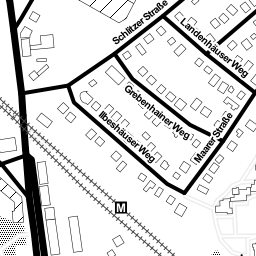 Schlitzer Straße
Landenhäuser Weg
Grebenhainer Weg
Ilbeshäuser Weg
Maarer Straße
M